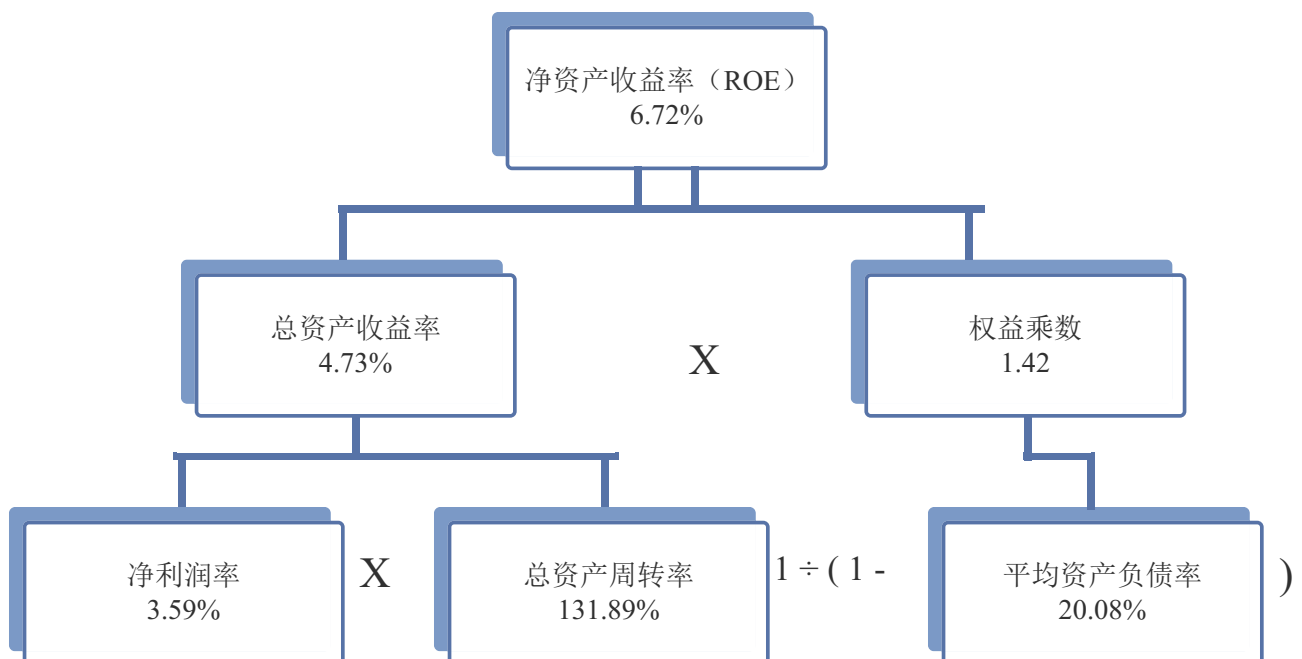 净资产收益率（ROE）
6.72%
总资产收益率
4.73%
X
权益乘数
1.42
净利润率
3.59%
X
总资产周转率
131.89%
1 ÷ ( 1 -
平均资产负债率
20.08%
)